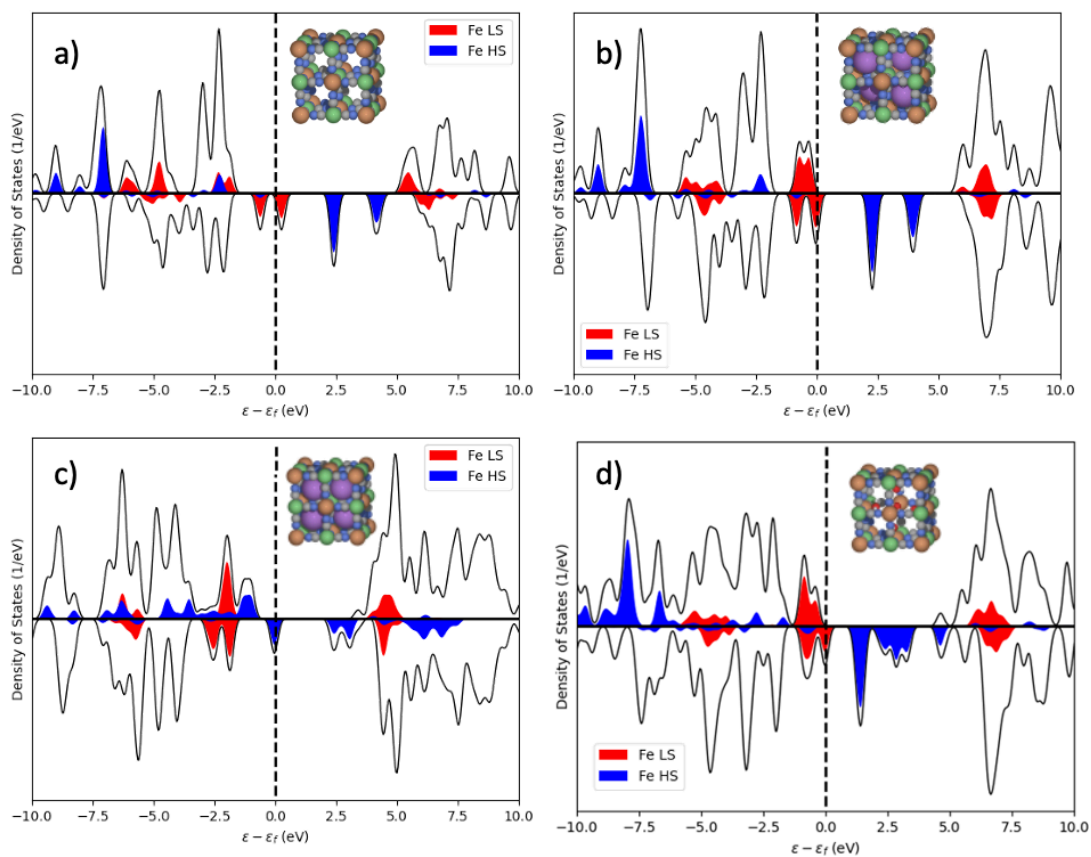 a)
Fe LS
Fe HS
Density of States (1/eV)
−10.0 −7.5 −5.0 −2.5 0.0 2.5 5.0 7.5 10.0
ε − εf (eV)
b)
Fe LS
Fe HS
Density of States (1/eV)
−10.0 −7.5 −5.0 −2.5 0.0 2.5 5.0 7.5 10.0
ε − εf (eV)
c)
Fe LS
Fe HS
Density of States (1/eV)
−10.0 −7.5 −5.0 −2.5 0.0 2.5 5.0 7.5 10.0
ε − εf (eV)
d)
Fe LS
Fe HS
Density of States (1/eV)
−10.0 −7.5 −5.0 −2.5 0.0 2.5 5.0 7.5 10.0
ε − εf (eV)